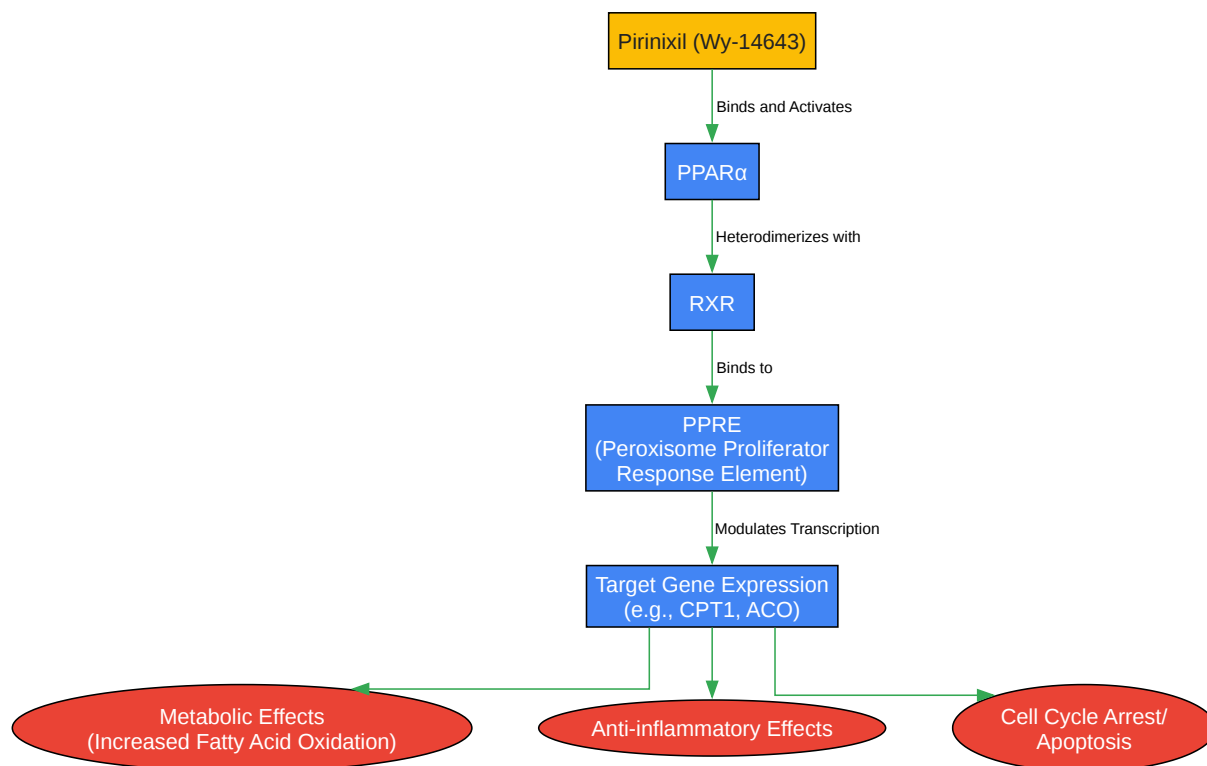 Pirinixil (Wy-14643)
Binds and Activates
PPARα
Heterodimerizes with
RXR
Binds to
PPRE
(Peroxisome Proliferator
Response Element)
Modulates Transcription
Target Gene Expression
(e.g., CPT1, ACO)
Metabolic Effects
(Increased Fatty Acid Oxidation)
Anti-inflammatory Effects
Cell Cycle Arrest/
Apoptosis